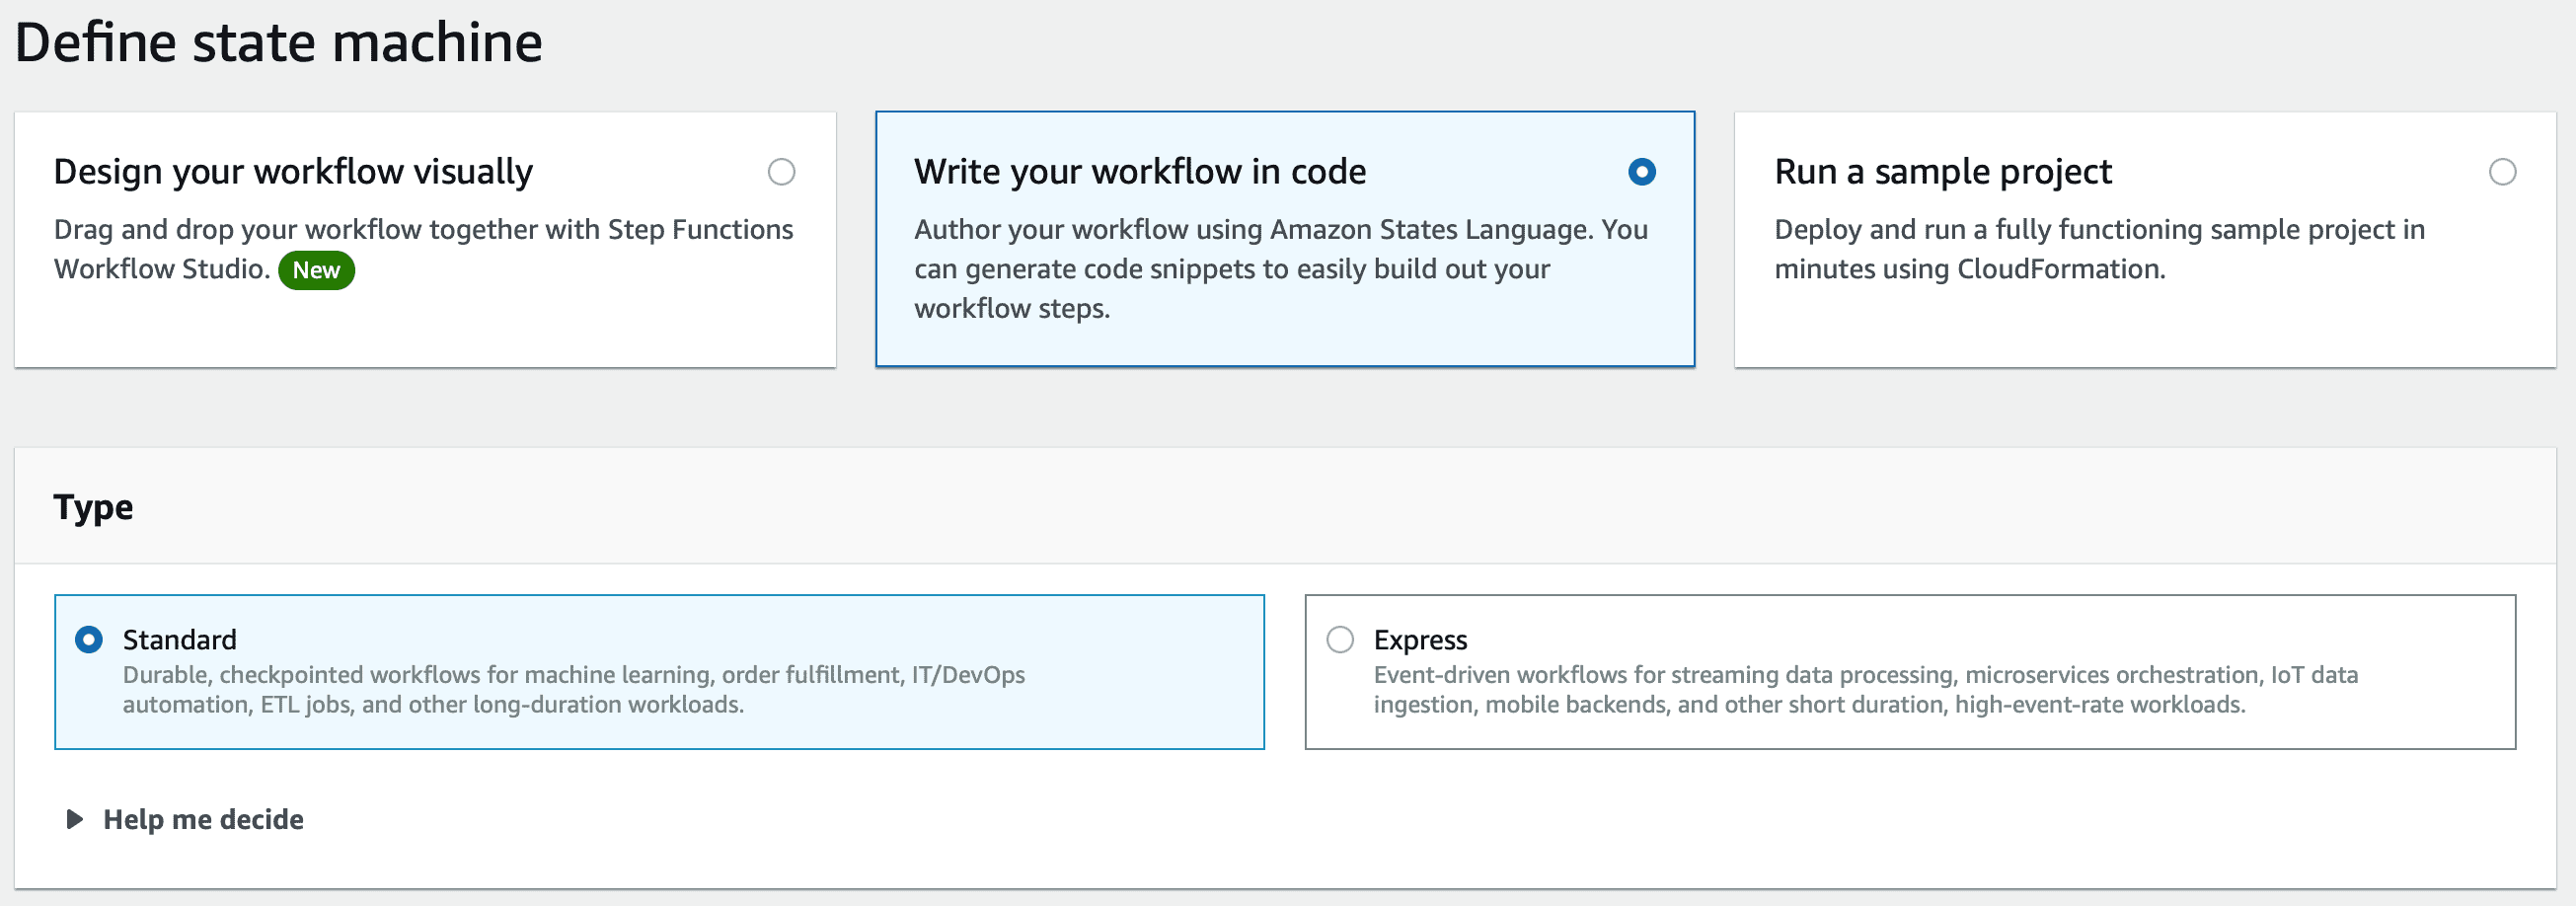 Define state machine
Design your workflow visually
Drag and drop your workflow together with Step Functions
Workflow Studio. New
Write your workflow in code
Author your workflow using Amazon States Language. You
can generate code snippets to easily build out your
workflow steps.
Run a sample project
Deploy and run a fully functioning sample project in
minutes using CloudFormation.
Type
Standard
Durable, checkpointed workflows for machine learning, order fulfillment, IT/DevOps
automation, ETL jobs, and other long-duration workloads.
Express
Event-driven workflows for streaming data processing, microservices orchestration, IoT data
ingestion, mobile backends, and other short duration, high-event-rate workloads.
Help me decide